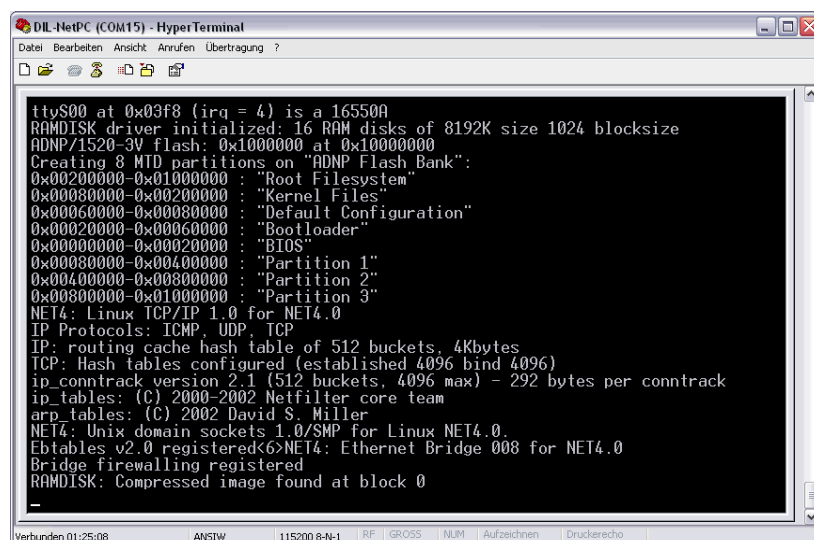 DIL-NetPC (COM15) - HyperTerminal
Datei Bearbeiten Ansicht Anrufen Übertragung ?
ttyS00 at 0x03f8 (irq = 4) is a 16550A
RAMDISK driver initialized: 16 RAM disks of 8192K size 1024 blocksize
ADNP/1520-3V flash: 0x1000000 at 0x10000000
Creating 8 MTD partitions on "ADNP Flash Bank":
0x00200000-0x01000000 : "Root Filesystem"
0x00080000-0x00200000 : "Kernel Files"
0x00060000-0x00080000 : "Default Configuration"
0x00020000-0x00060000 : "Bootloader"
0x00000000-0x00020000 : "BIOS"
0x00080000-0x00400000 : "Partition 1"
0x00400000-0x00800000 : "Partition 2"
0x00800000-0x01000000 : "Partition 3"
NET4: Linux TCP/IP 1.0 for NET4.0
IP Protocols: ICMP, UDP, TCP
IP: routing cache hash table of 512 buckets, 4Kbytes
TCP: Hash tables configured (established 4096 bind 4096)
ip_conntrack version 2.1 (512 buckets, 4096 max) - 292 bytes per conntrack
ip_tables: (C) 2000-2002 Netfilter core team
arp_tables: (C) 2002 David S. Miller
NET4: Unix domain sockets 1.0/SMP for Linux NET4.0.
Ebtables v2.0 registered<6>NET4: Ethernet Bridge 008 for NET4.0
Bridge firewalling registered
RAMDISK: Compressed image found at block 0
Verbunden 01:25:08 ANSIW 115200 8-N-1 RF GROSS NUM Aufzeichnen Druckerecho